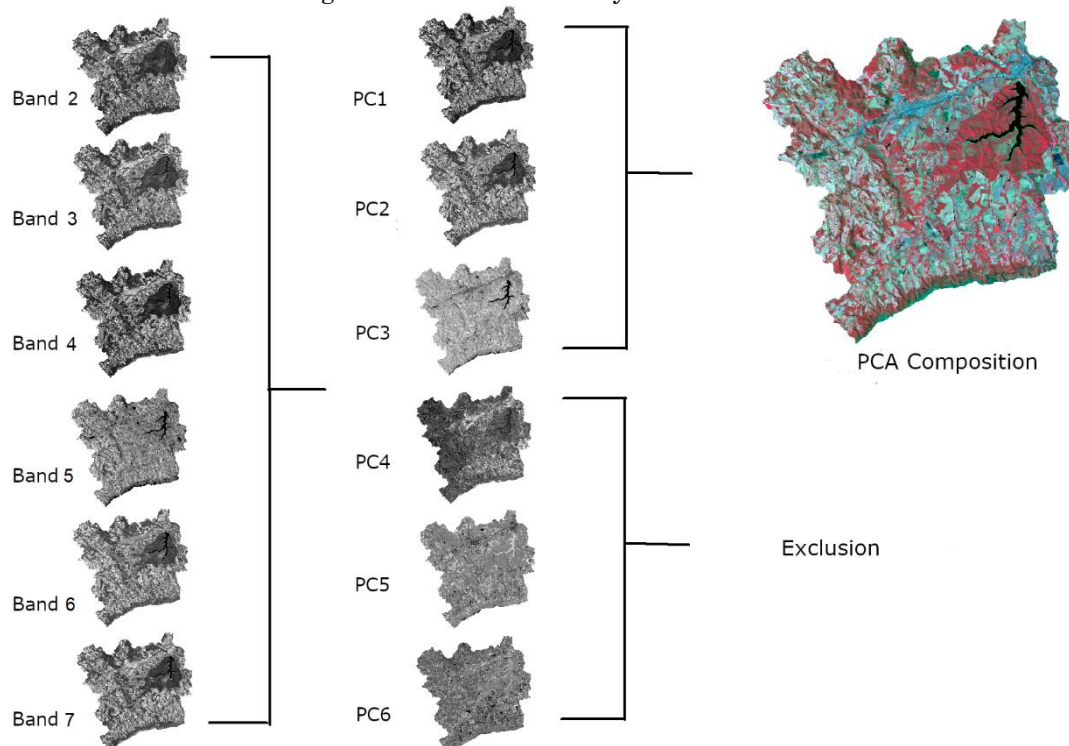 Band 2
Band 3
Band 4
Band 5
Band 6
Band 7
PC1
PC2
PC3
PC4
PC5
PC6
PCA Composition
Exclusion